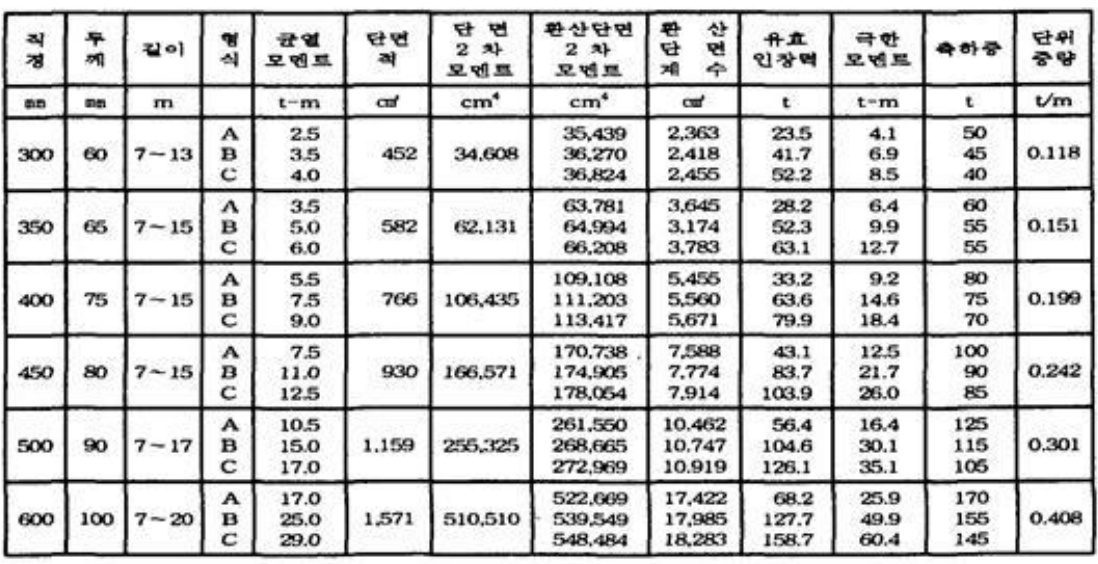 직경 두께 길이 형식 균열모멘트 단면적 단면2차모멘트 환산단면2차모멘트 환산단면계수 유효인장력 극한모멘트 축하중 단위중량
mm mm m t-m ㎠ cm⁴ cm⁴ ㎤ t t-m t t/m
300 60 7~13 A 2.5 452 34,608 35,439 2,363 23.5 4.1 50 0.118
B 3.5 36,270 2,418 41.7 6.9 45
C 4.0 36,824 2,455 52.2 8.5 40
350 65 7~15 A 3.5 582 62,131 63,781 3,645 28.2 6.4 60 0.151
B 5.0 64,994 3,174 52.3 9.9 55
C 6.0 66,208 3,783 63.1 12.7 55
400 75 7~15 A 5.5 766 106,435 109,108 5,455 33.2 9.2 80 0.199
B 7.5 111,203 5,560 63.6 14.6 75
C 9.0 113,417 5,671 79.9 18.4 70
450 80 7~15 A 7.5 930 166,571 170,738 7,588 43.1 12.5 100 0.242
B 11.0 174,905 7,774 83.7 21.7 90
C 12.5 178,054 7,914 103.9 26.0 85
500 90 7~17 A 10.5 1,159 255,325 261,550 10,462 56.4 16.4 125 0.301
B 15.0 268,665 10,747 104.6 30.1 115
C 17.0 272,969 10,919 126.1 35.1 105
600 100 7~20 A 17.0 1,571 510,510 522,669 17,422 68.2 25.9 170 0.408
B 25.0 539,549 17,985 127.7 49.9 155
C 29.0 548,484 18,283 158.7 60.4 145